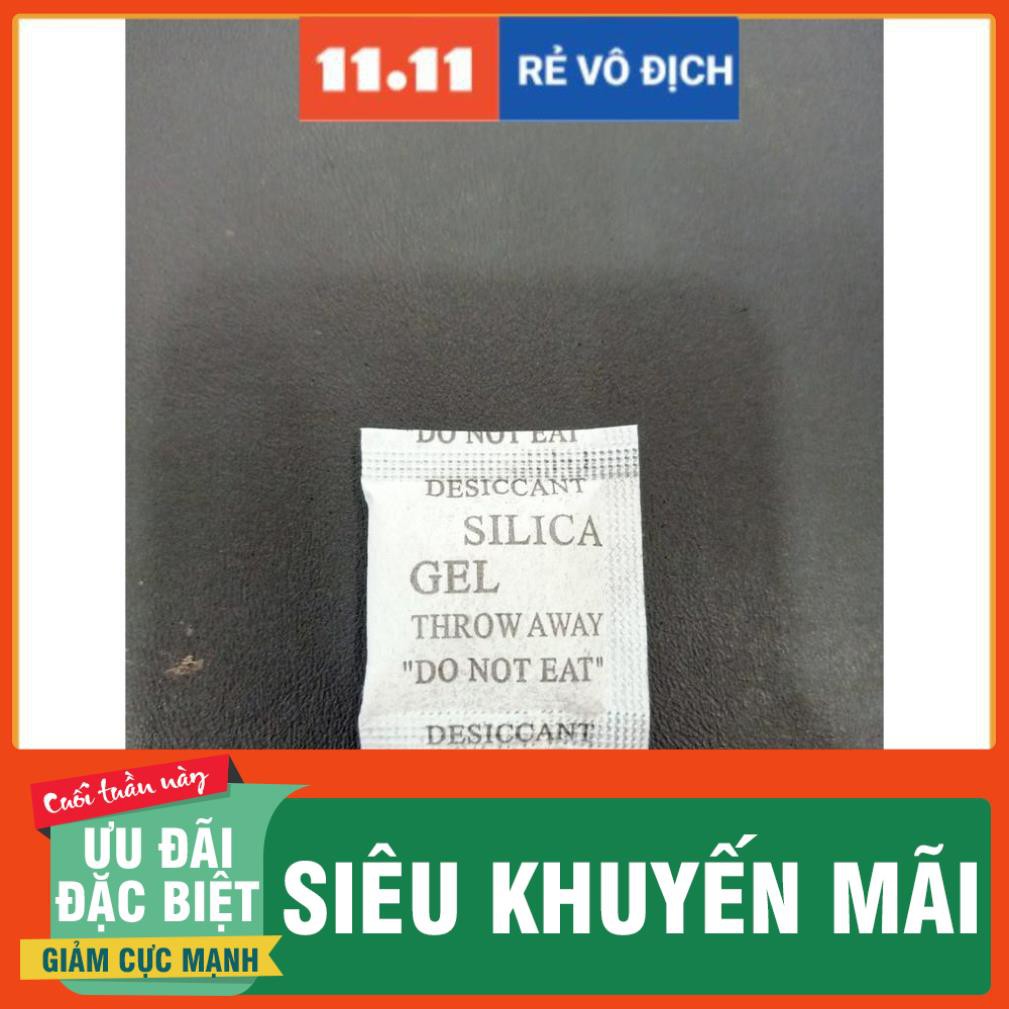 11.11 RẺ VÔ ĐỊCH
"DO NOT EAT"
DESICCANT
SILICA
GEL
THROW AWAY
"DO NOT EAT"
DESICCANT
Cuối tuần này
ƯU ĐÃI
ĐẶC BIỆT
GIẢM CỰC MẠNH
SIÊU KHUYẾN MÃI